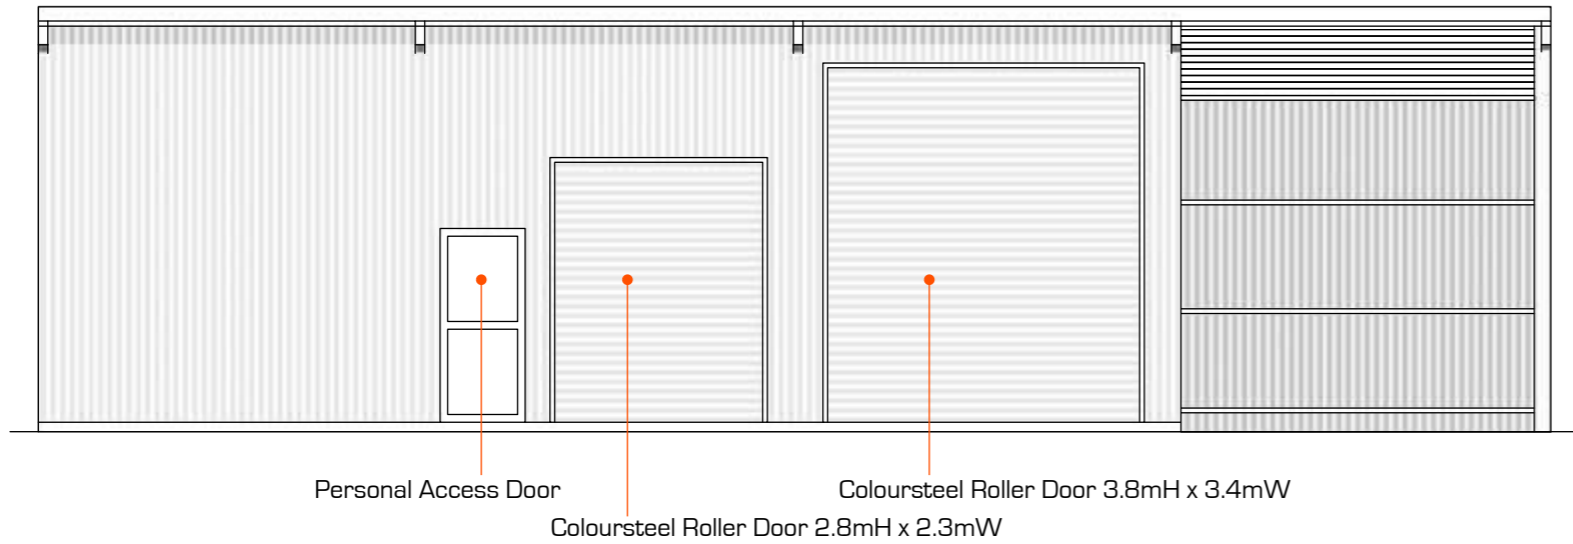 Personal Access Door
Coloursteel Roller Door 3.8mH x 3.4mW
Coloursteel Roller Door 2.8mH x 2.3mW